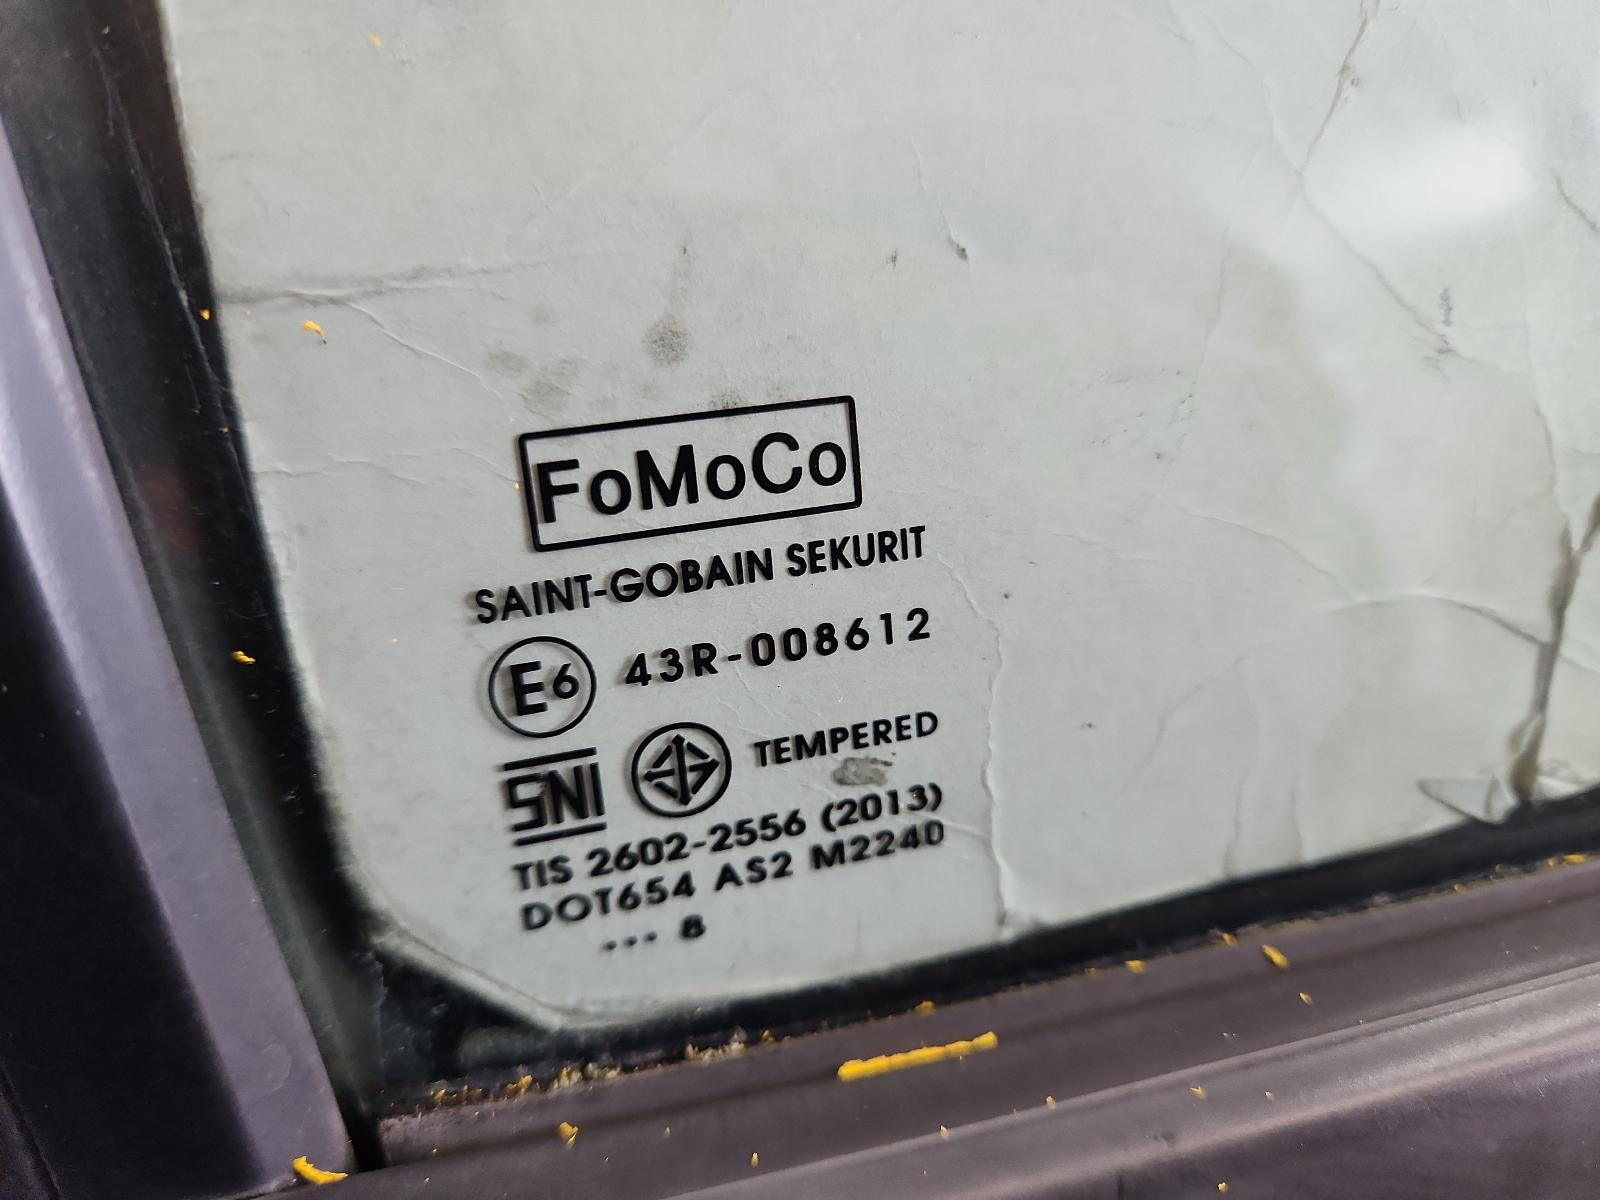 FoMoCo
SAINT-GOBAIN SEKURIT
E6 43R-008612
SNI TEMPERED
TIS 2602-2556 (2013)
DOT654 AS2 M2240
... 8